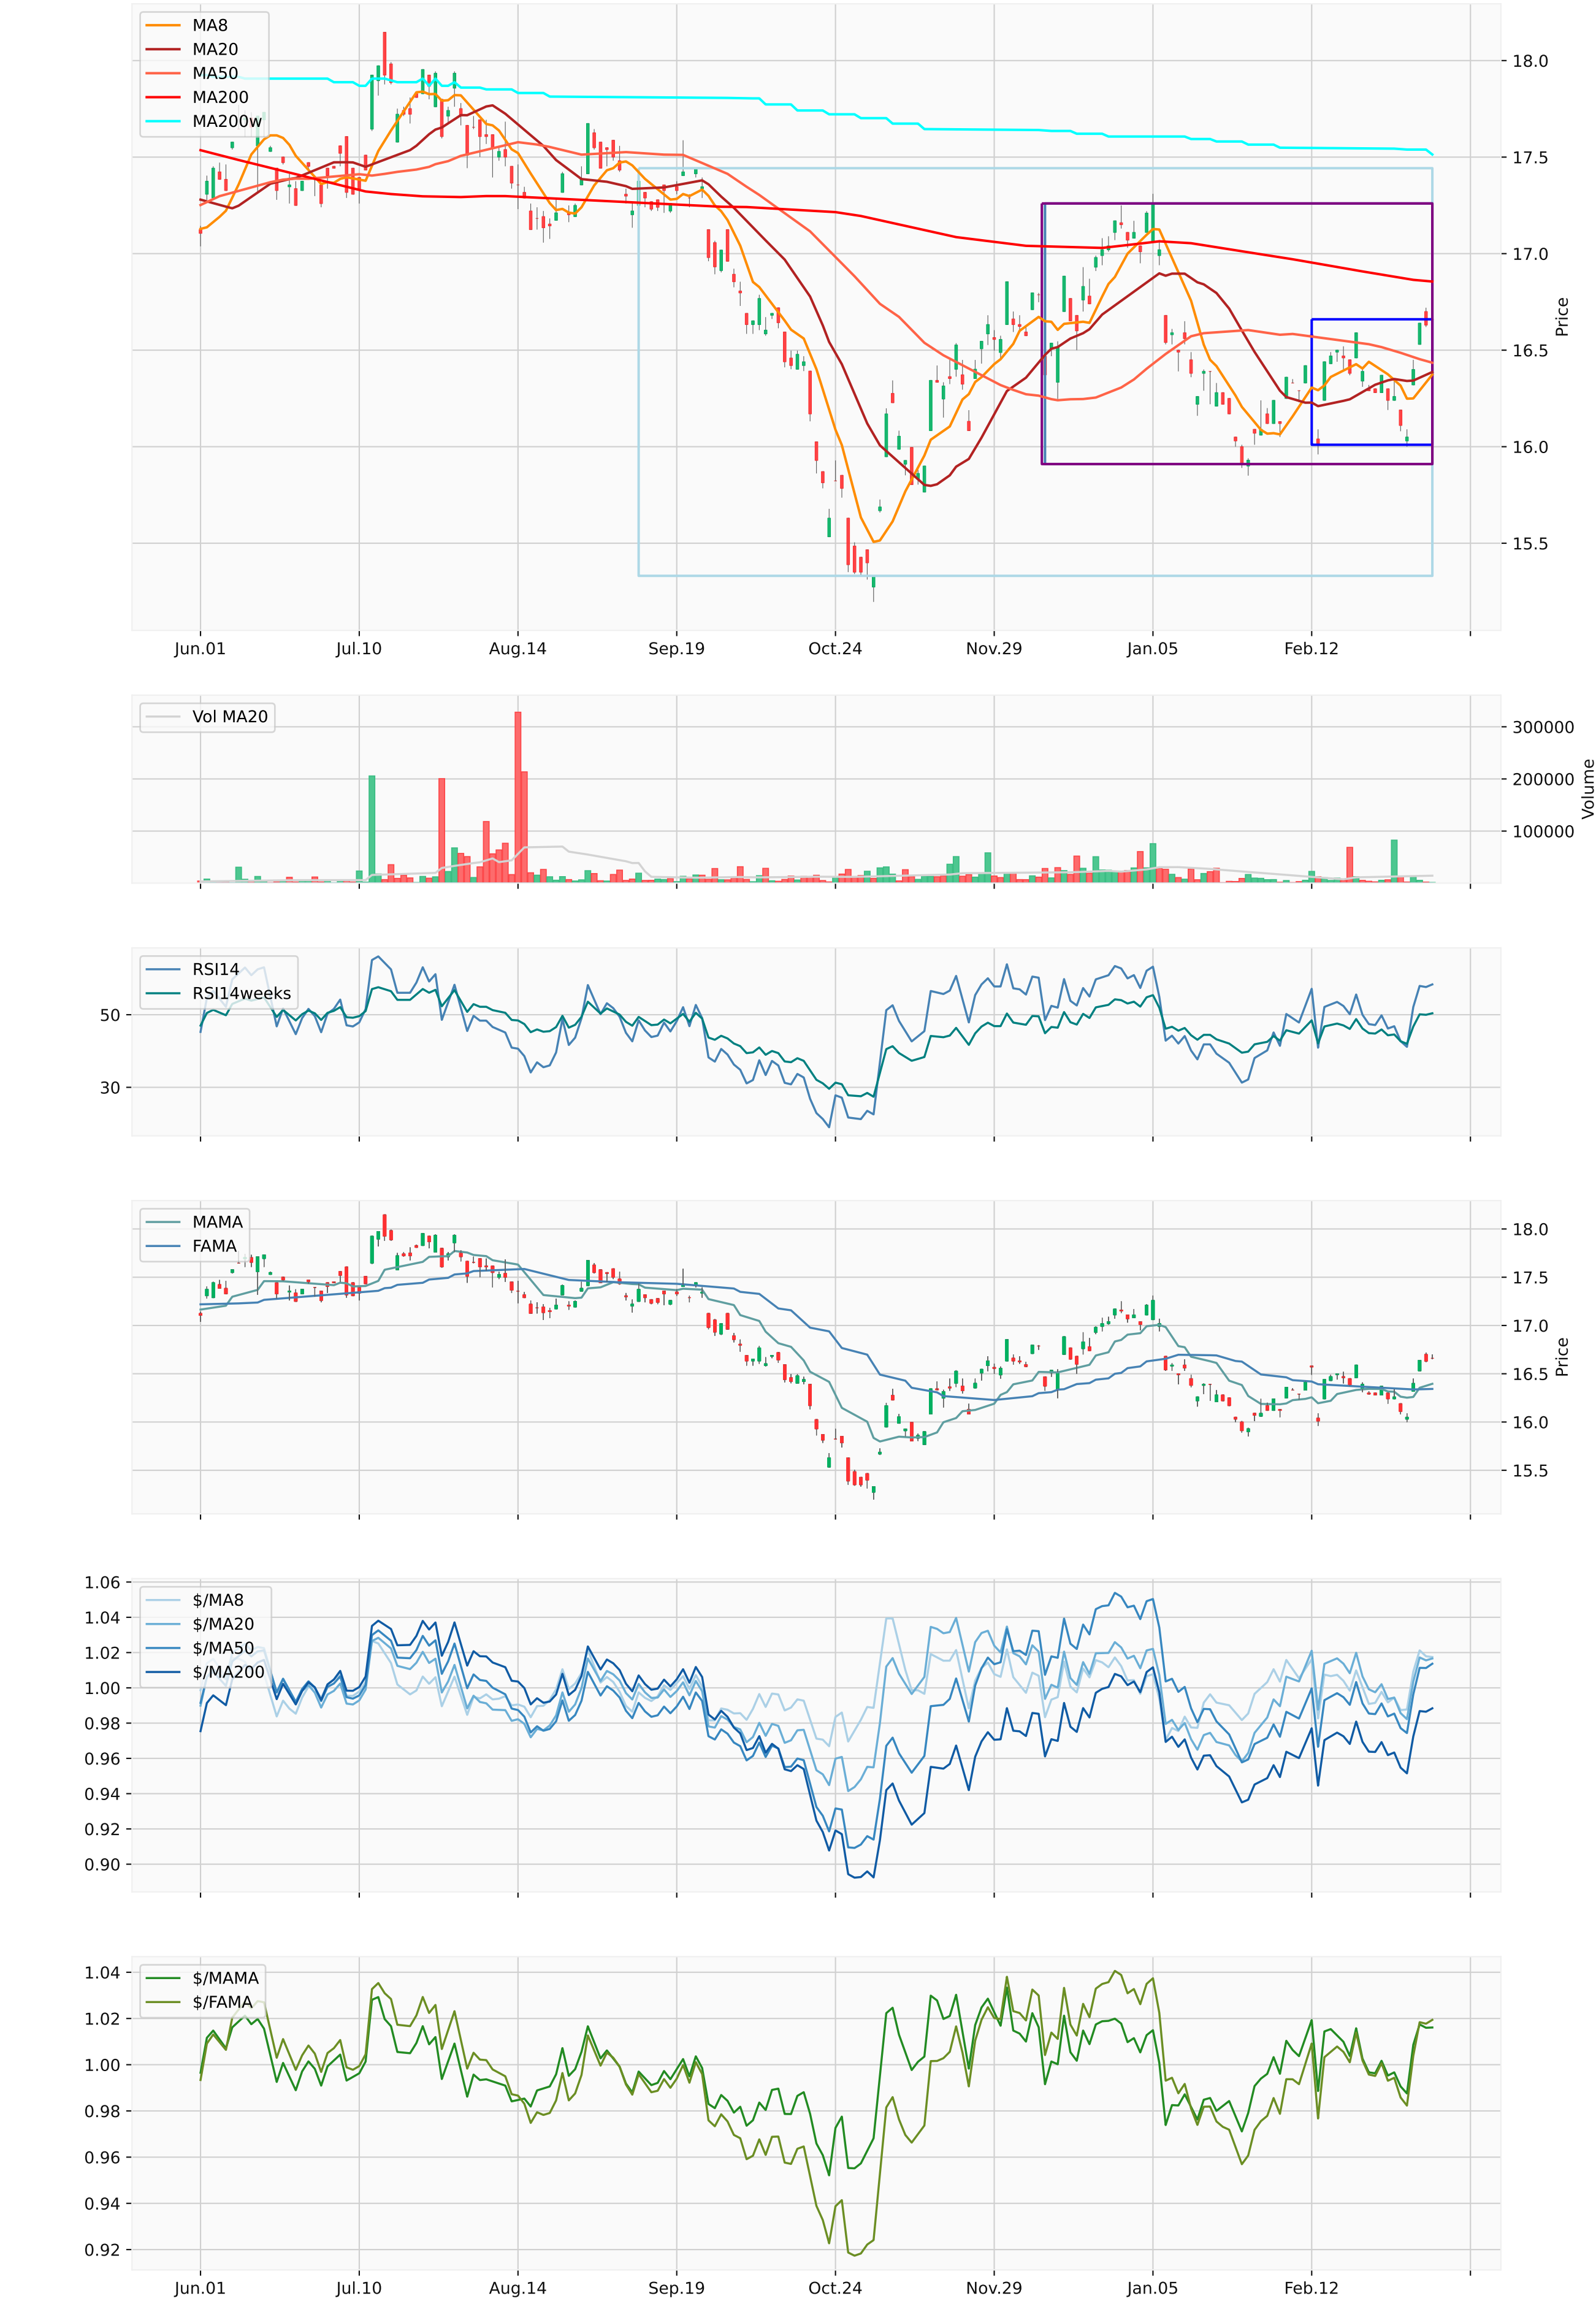 MA8
MA20
MA50
MA200
MA200w
18.0
17.5
17.0
16.5
16.0
15.5
Price
Jun.01 Jul.10 Aug.14 Sep.19 Oct.24 Nov.29 Jan.05 Feb.12
Vol MA20
300000
200000
100000
Volume
RSI14
RSI14weeks
50
30
MAMA
FAMA
18.0
17.5
17.0
16.5
16.0
15.5
Price
1.06
1.04
1.02
1.00
0.98
0.96
0.94
0.92
0.90
$/MA8
$/MA20
$/MA50
$/MA200
1.04
1.02
1.00
0.98
0.96
0.94
0.92
$/MAMA
$/FAMA
Jun.01 Jul.10 Aug.14 Sep.19 Oct.24 Nov.29 Jan.05 Feb.12